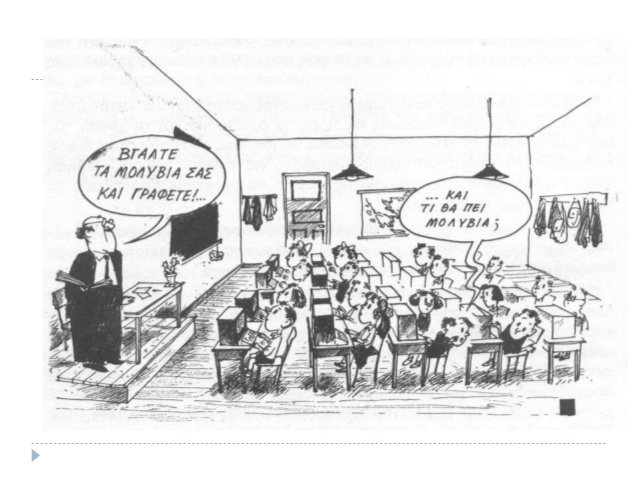 ΒΓΑΛΤΕ
ΤΑ ΜΟΛΥΒΙΑ ΣΑΣ
ΚΑΙ ΓΡΑΦΕΤΕ!...
... ΚΑΙ
ΤΙ ΘΑ ΠΕΙ
ΜΟΛΥΒΙΑ;